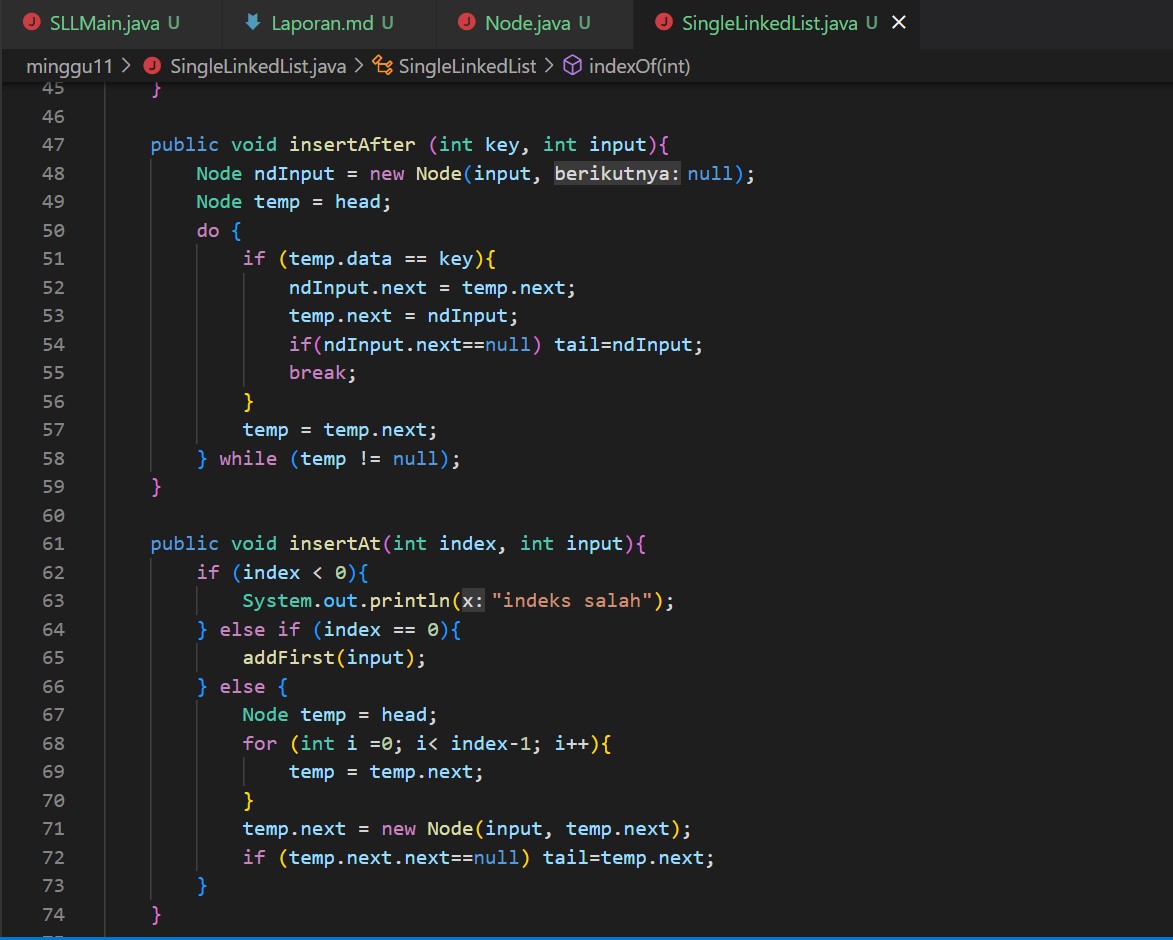 SLLMain.java U Laporan.md U Node.java U SingleLinkedList.java U
minggu11 > SingleLinkedList.java > SingleLinkedList > indexOf(int)
45 }
46
47 public void insertAfter (int key, int input){
48 Node ndInput = new Node(input, berikutnya: null);
49 Node temp = head;
50 do {
51 if (temp.data == key){
52 ndInput.next = temp.next;
53 temp.next = ndInput;
54 if(ndInput.next==null) tail=ndInput;
55 break;
56 }
57 temp = temp.next;
58 } while (temp != null);
59 }
60
61 public void insertAt(int index, int input){
62 if (index < 0){
63 System.out.println(x: "indeks salah");
64 } else if (index == 0){
65 addFirst(input);
66 } else {
67 Node temp = head;
68 for (int i =0; i< index-1; i++){
69 temp = temp.next;
70 }
71 temp.next = new Node(input, temp.next);
72 if (temp.next.next==null) tail=temp.next;
73 }
74 }